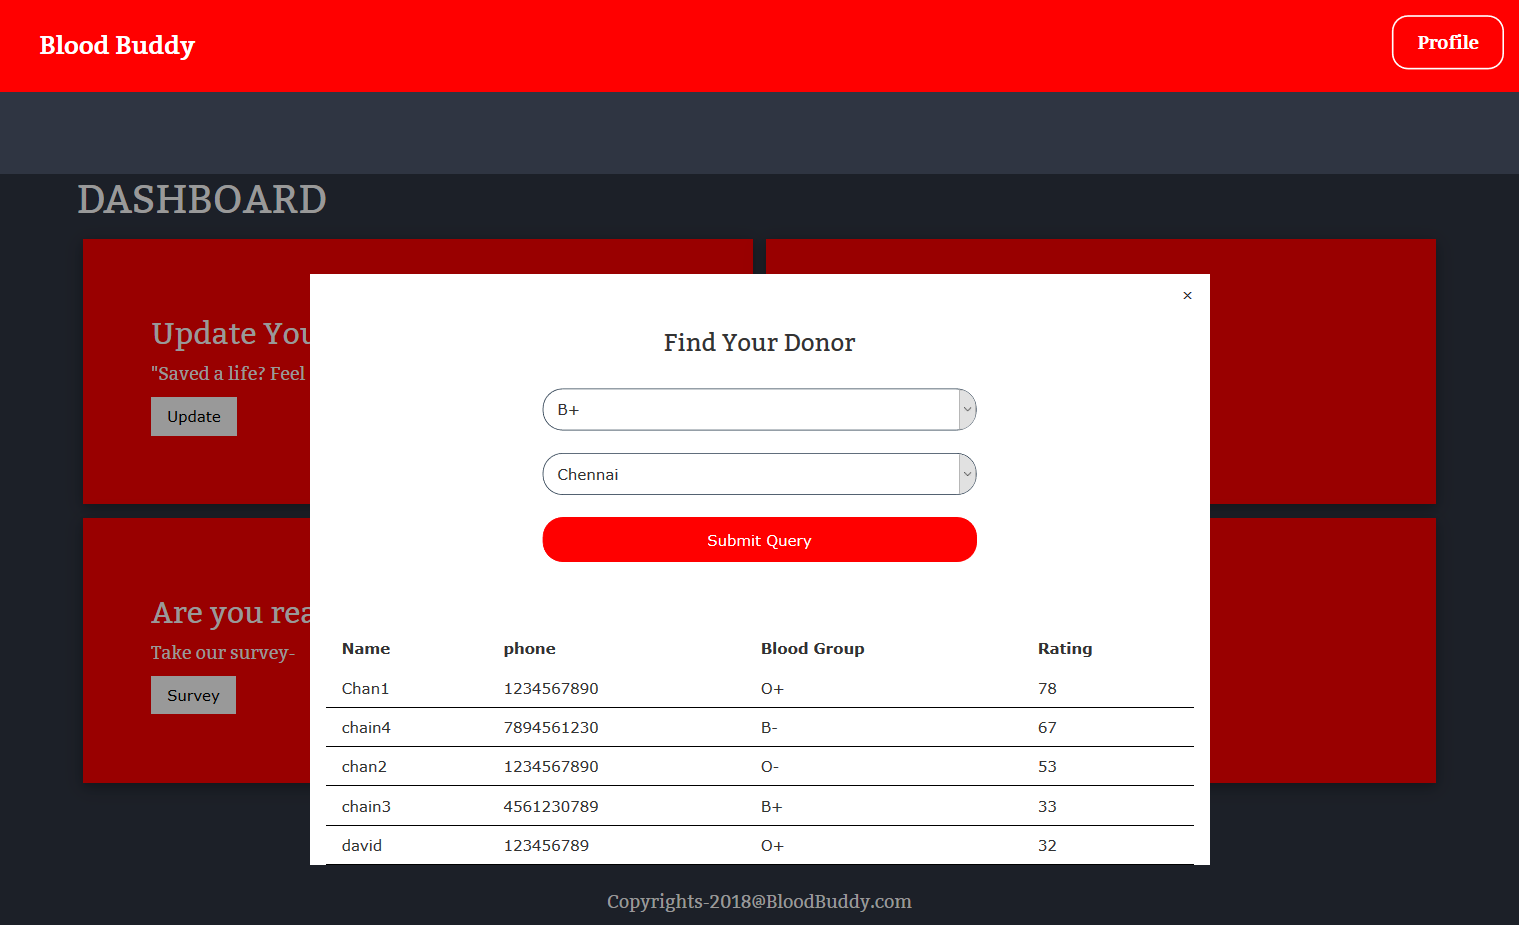 Blood Buddy
Profile
DASHBOARD
Update You
"Saved a life? Feel
Update
Are you rea
Take our survey-
Survey
×
Find Your Donor
B+
Chennai
Submit Query
Name phone Blood Group Rating
Chan1 1234567890 O+ 78
chain4 7894561230 B- 67
chan2 1234567890 O- 53
chain3 4561230789 B+ 33
david 123456789 O+ 32
Copyrights-2018@BloodBuddy.com